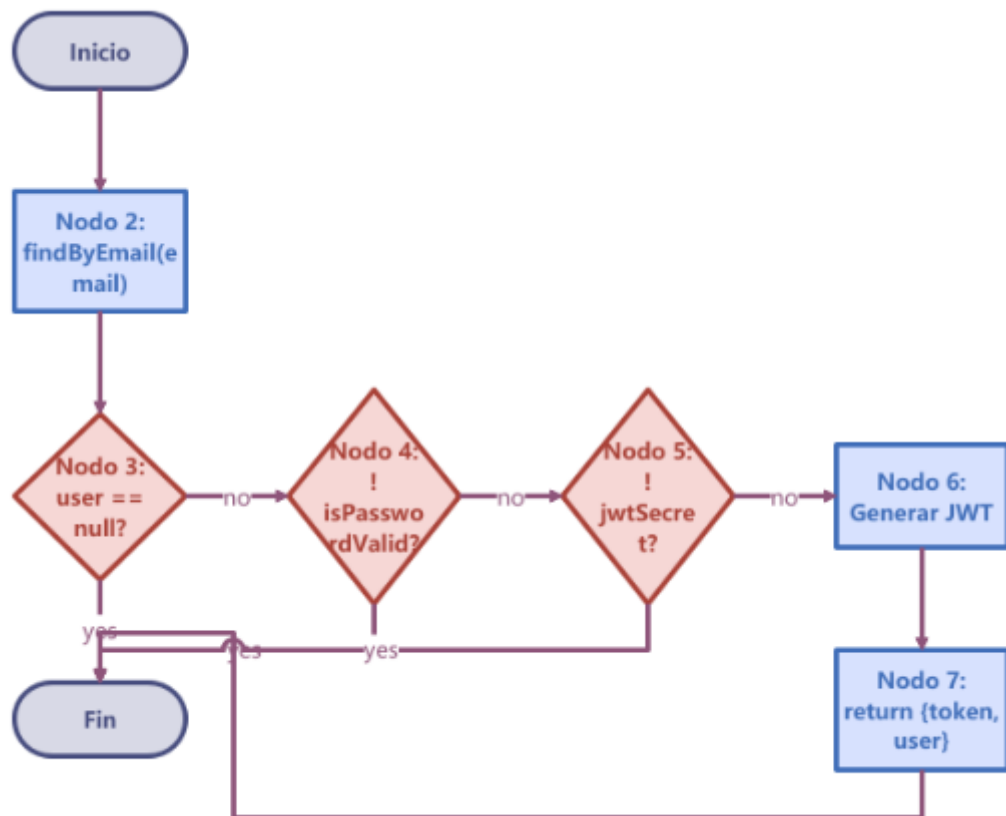 Inicio
Nodo 2:
findByEmail(e
mail)
Nodo 3:
user ==
null?
no
Nodo 4:
!
isPasswo
rdValid?
no
Nodo 5:
!
jwtSecre
t?
no
Nodo 6:
Generar JWT
yes
yes
yes
Fin
Nodo 7:
return {token,
user}